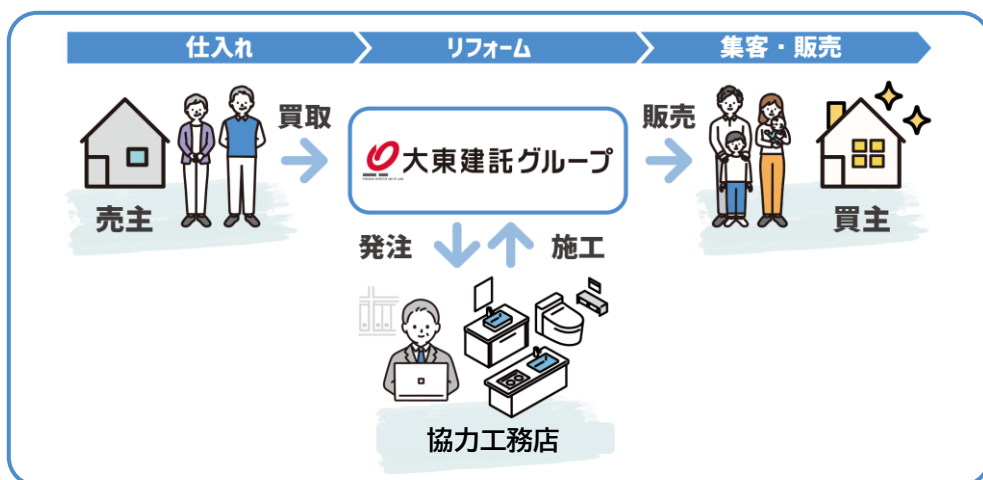 仕入れ
リフォーム
集客・販売
買取
大東建託グループ
販売
売主
買主
発注
施工
協力工務店